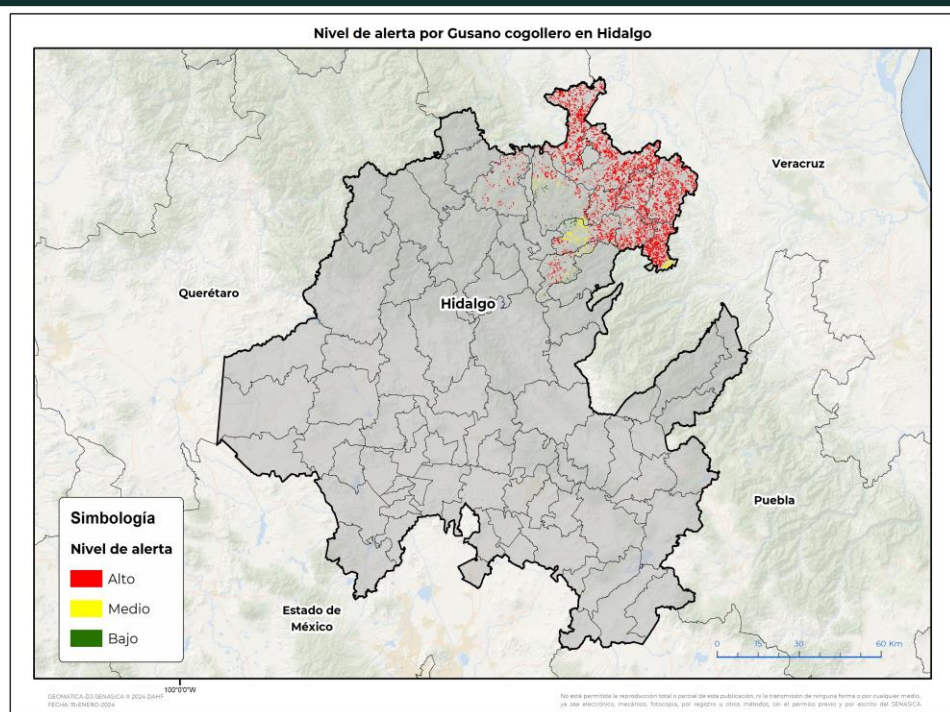 Nivel de alerta por Gusano cogollero en Hidalgo
Veracruz
Querétaro
Hidalgo
Puebla
Simbología
Nivel de alerta
Alto
Medio
Bajo
Estado de
México
0 15 30 60 Km
100°0'0"W
GEOMATICA-DJ-SENASICA © 2024 DAHF
FECHA: 15-ENERO-2024
No está permitida la reproducción total o parcial de esta publicación, ni la transmisión de ninguna forma o por cualquier medio,
ya sea electrónico, mecánico, fotocopia, por registro u otros métodos, sin el permiso previo y por escrito del SENASICA.